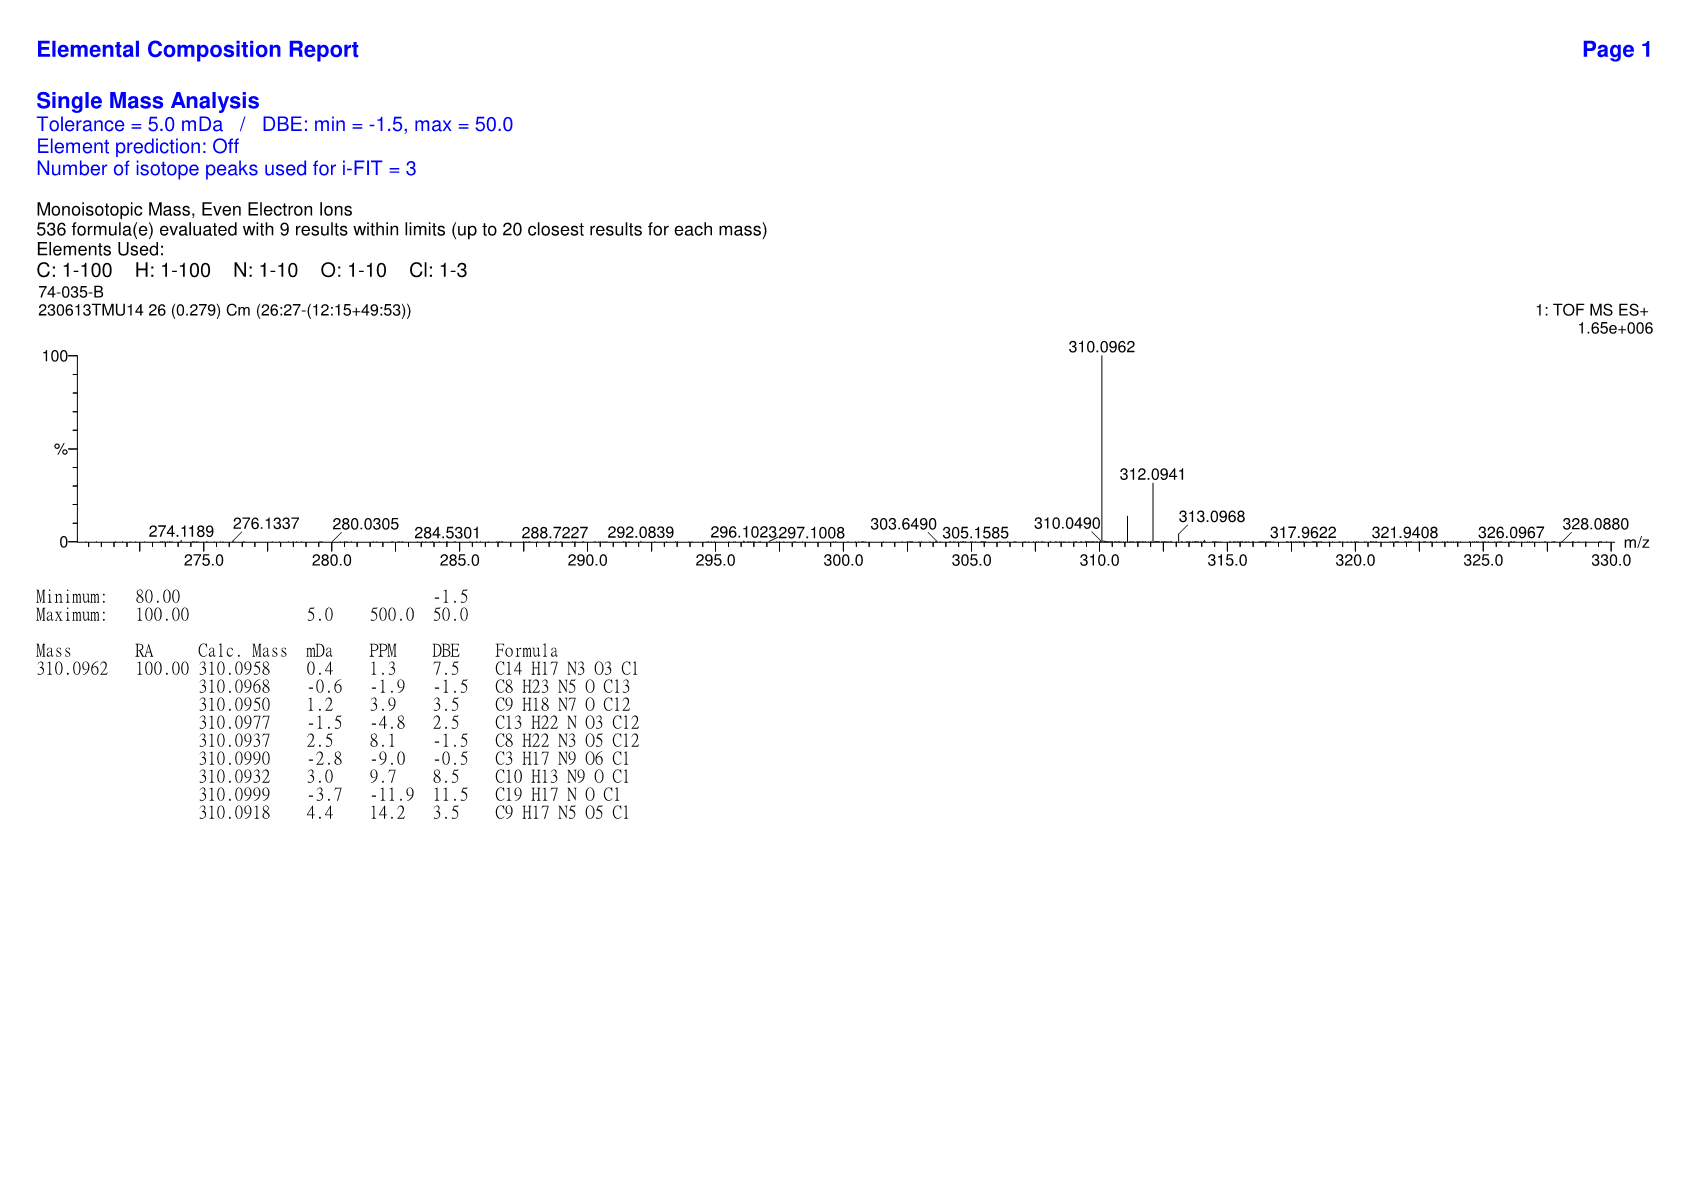 Elemental Composition Report Page 1
Single Mass Analysis
Tolerance = 5.0 mDa / DBE: min = -1.5, max = 50.0
Element prediction: Off
Number of isotope peaks used for i-FIT = 3
Monoisotopic Mass, Even Electron Ions
536 formula(e) evaluated with 9 results within limits (up to 20 closest results for each mass)
Elements Used:
C: 1-100 H: 1-100 N: 1-10 O: 1-10 Cl: 1-3
74-035-B
230613TMU14 26 (0.279) Cm (26:27-(12:15+49:53)) 1: TOF MS ES+
1.65e+006
100 310.0962
% 312.0941
0 274.1189 276.1337 280.0305 284.5301 288.7227 292.0839 296.1023 297.1008 303.6490 305.1585 310.0490 313.0968 317.9622 321.9408 326.0967 328.0880 m/z
275.0 280.0 285.0 290.0 295.0 300.0 305.0 310.0 315.0 320.0 325.0 330.0
Minimum: 80.00 -1.5
Maximum: 100.00 5.0 500.0 50.0
Mass RA Calc. Mass mDa PPM DBE Formula
310.0962 100.00 310.0958 0.4 1.3 7.5 C14 H17 N3 O3 Cl
310.0968 -0.6 -1.9 -1.5 C8 H23 N5 O Cl3
310.0950 1.2 3.9 3.5 C9 H18 N7 O Cl2
310.0977 -1.5 -4.8 2.5 C13 H22 N O3 Cl2
310.0937 2.5 8.1 -1.5 C8 H22 N3 O5 Cl2
310.0990 -2.8 -9.0 -0.5 C3 H17 N9 O6 Cl
310.0932 3.0 9.7 8.5 C10 H13 N9 O Cl
310.0999 -3.7 -11.9 11.5 C19 H17 N O Cl
310.0918 4.4 14.2 3.5 C9 H17 N5 O5 Cl